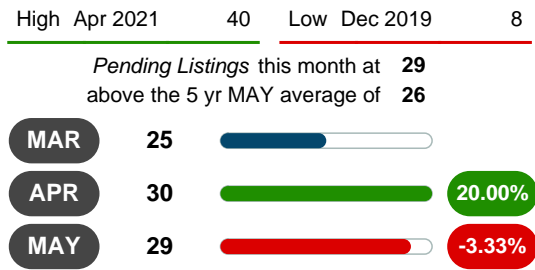 High Apr 2021 40 Low Dec 2019 8
Pending Listings this month at 29
above the 5 yr MAY average of 26
MAR 25
APR 30 20.00%
MAY 29 -3.33%